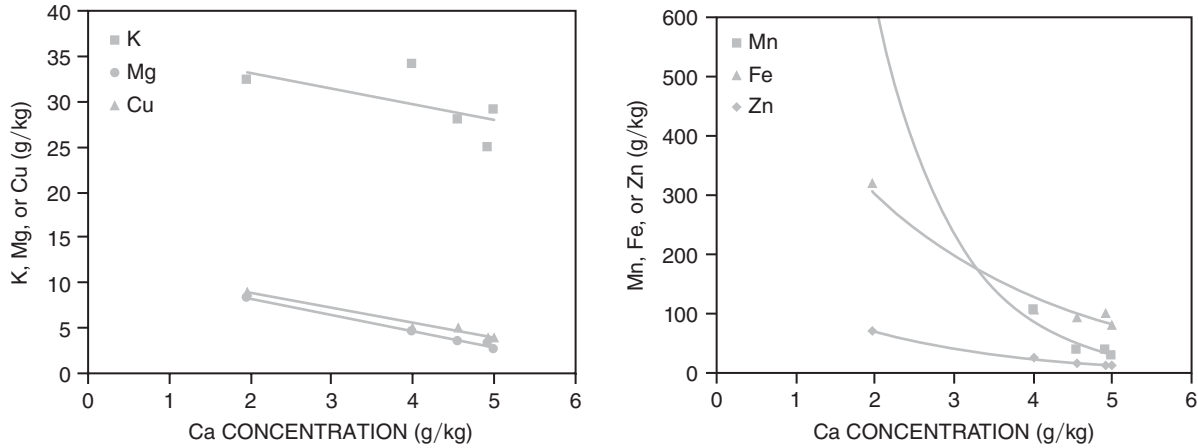 K, Mg, or Cu (g/kg)
40
35
30
25
20
15
10
5
0
K
Mg
Cu
0 1 2 3 4 5 6
Ca CONCENTRATION (g/kg)
Mn, Fe, or Zn (g/kg)
600
500
400
300
200
100
0
Mn
Fe
Zn
0 1 2 3 4 5 6
Ca CONCENTRATION (g/kg)